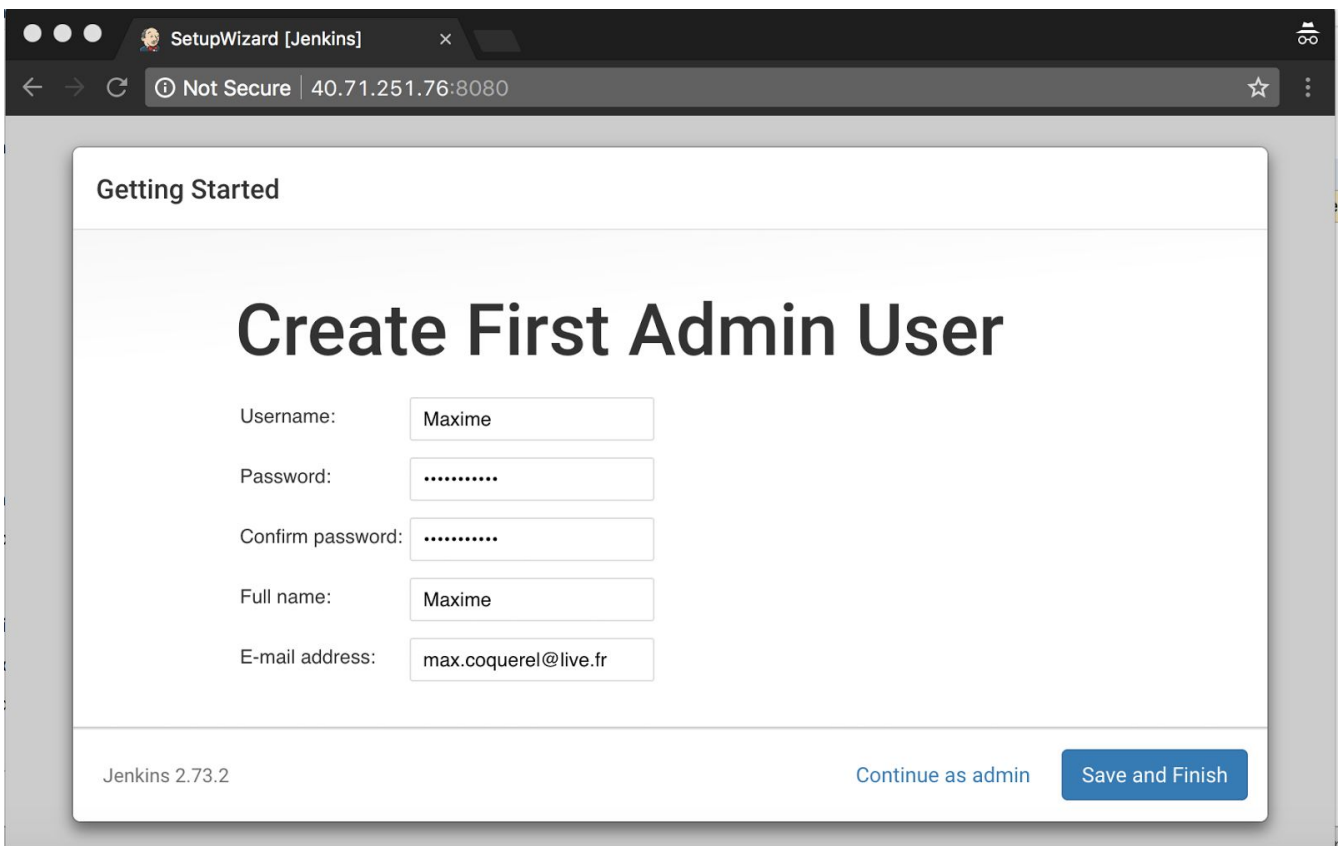 SetupWizard [Jenkins]
Not Secure 40.71.251.76:8080
Getting Started
Create First Admin User
Username: Maxime
Password: •••••••••••
Confirm password: •••••••••••
Full name: Maxime
E-mail address: max.coquerel@live.fr
Jenkins 2.73.2 Continue as admin Save and Finish